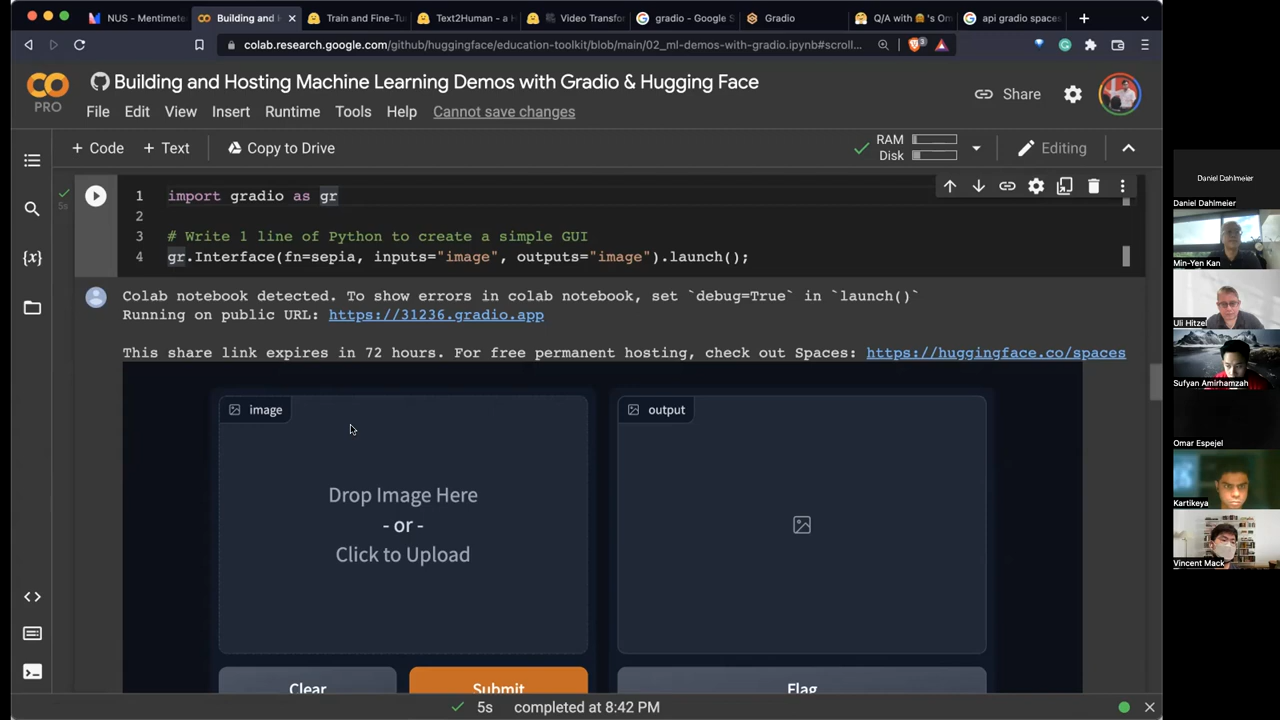 NUS - Mentimete
Building and H
Train and Fine-Tu
Text2Human - a H
Video Transfor
gradio - Google S
Gradio
Q/A with 's Om
api gradio spaces
colab.research.google.com/github/huggingface/education-toolkit/blob/main/02_ml-demos-with-gradio.ipynb#scroll...
3
PRO
Building and Hosting Machine Learning Demos with Gradio & Hugging Face
Share
File Edit View Insert Runtime Tools Help Cannot save changes
+ Code + Text Copy to Drive
RAM
Disk
Editing
5s
1 import gradio as gr
2
3 # Write 1 line of Python to create a simple GUI
4 gr.Interface(fn=sepia, inputs="image", outputs="image").launch();
{x}
Colab notebook detected. To show errors in colab notebook, set `debug=True` in `launch()`
Running on public URL: https://31236.gradio.app
This share link expires in 72 hours. For free permanent hosting, check out Spaces: https://huggingface.co/spaces
image
Drop Image Here
- or -
Click to Upload
output
Clear
Submit
Flag
5s completed at 8:42 PM
Daniel Dahlmeier
Daniel Dahlmeier
Min-Yen Kan
Uli Hitzel
Sufyan Amirhamzah
Omar Espejel
Kartikeya
Vincent Mack